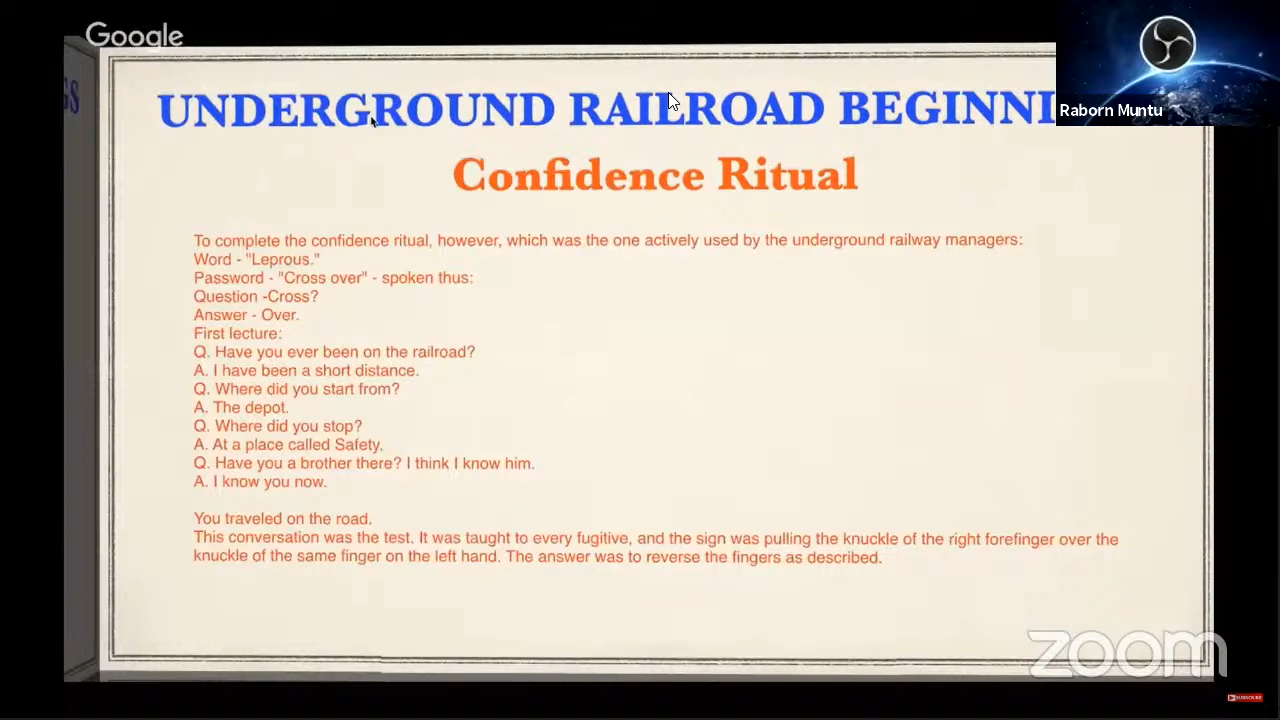 Google
GS
UNDERGROUND RAILROAD BEGINNI
Raborn Muntu
Confidence Ritual
To complete the confidence ritual, however, which was the one actively used by the underground railway managers:
Word - "Leprous."
Password - "Cross over" - spoken thus:
Question -Cross?
Answer - Over.
First lecture:
Q. Have you ever been on the railroad?
A. I have been a short distance.
Q. Where did you start from?
A. The depot.
Q. Where did you stop?
A. At a place called Safety.
Q. Have you a brother there? I think I know him.
A. I know you now.
You traveled on the road.
This conversation was the test. It was taught to every fugitive, and the sign was pulling the knuckle of the right forefinger over the
knuckle of the same finger on the left hand. The answer was to reverse the fingers as described.
zoom
SUBSCRIBE